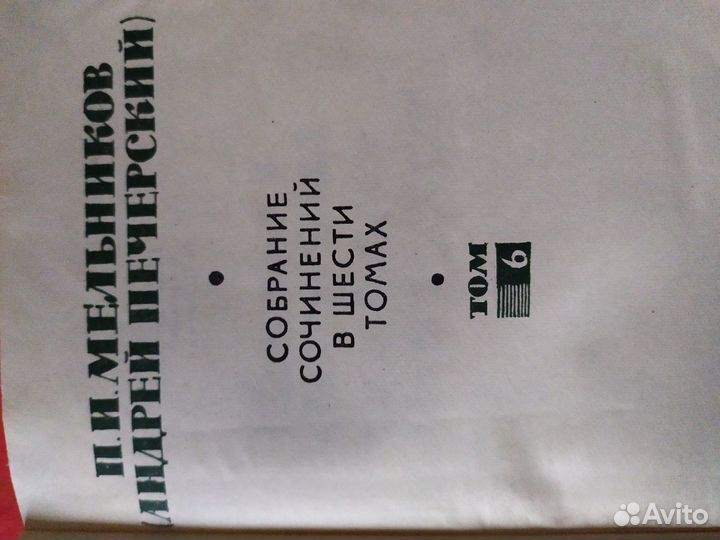 П. И. МЕЛЬНИКОВ
(АНДРЕЙ ПЕЧЕРСКИЙ)
СОБРАНИЕ
СОЧИНЕНИЙ
В ШЕСТИ
ТОМАХ
ТОМ
6
Avito